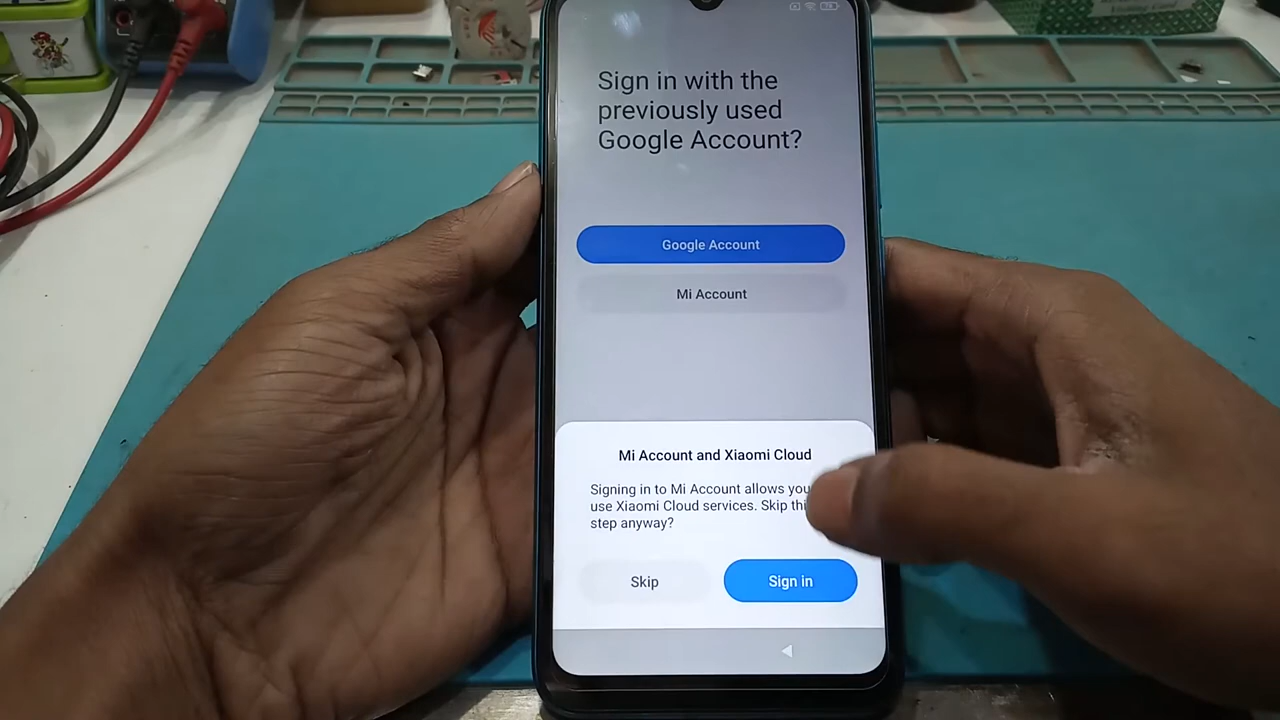 Sign in with the
previously used
Google Account?
Google Account
Mi Account
Mi Account and Xiaomi Cloud
Signing in to Mi Account allows you
use Xiaomi Cloud services. Skip
step anyway?
Skip
Sign in